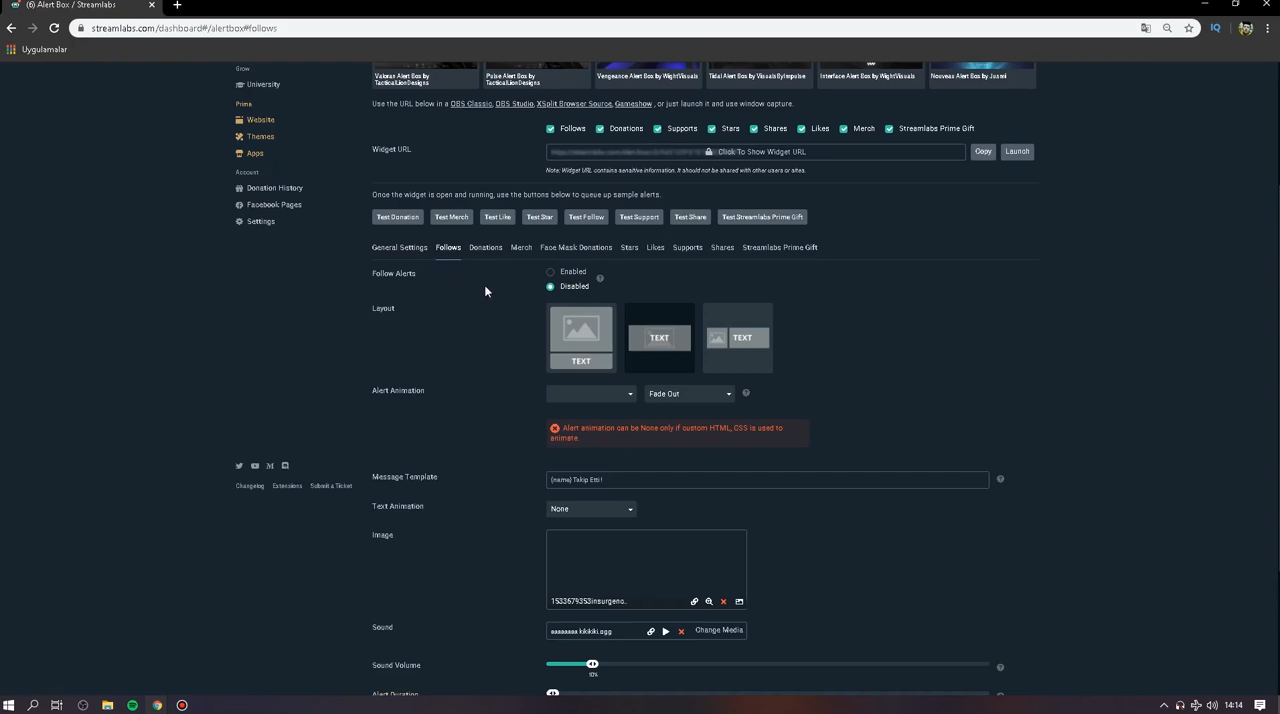 (6) Alert Box / Streamlabs
streamlabs.com/dashboard#/alertbox#follows
Uygulamalar
Grow
University
Prime
Website
Themes
Apps
Account
Donation History
Facebook Pages
Settings
Changelog Extensions Submit a Ticket
Valoran Alert Box by TacticalLionDesigns
Pulse Alert Box by TacticalLionDesigns
Vengeance Alert Box by WightVisuals
Tidal Alert Box by VisualsByImpulse
Interface Alert Box by WightVisuals
Nouveau Alert Box by Jusmi
Use the URL below in a OBS Classic, OBS Studio, XSplit Browser Source, Gameshow , or just launch it and use window capture.
Follows Donations Supports Stars Shares Likes Merch Streamlabs Prime Gift
Widget URL Click To Show Widget URL Copy Launch
Note: Widget URL contains sensitive information. It should not be shared with other users or sites.
Once the widget is open and running, use the buttons below to queue up sample alerts.
Test Donation Test Merch Test Like Test Star Test Follow Test Support Test Share Test Streamlabs Prime Gift
General Settings Follows Donations Merch Face Mask Donations Stars Likes Supports Shares Streamlabs Prime Gift
Follow Alerts Enabled
Disabled
Layout
TEXT TEXT TEXT
Alert Animation Fade Out
Alert animation can be None only if custom HTML, CSS is used to
animate.
Message Template {name} Takip Etti !
Text Animation None
Image
1533679353insurgeno..
Sound aaaaaaaa kikikiki.ogg Change Media
Sound Volume
10%
Alert Duration
14:14